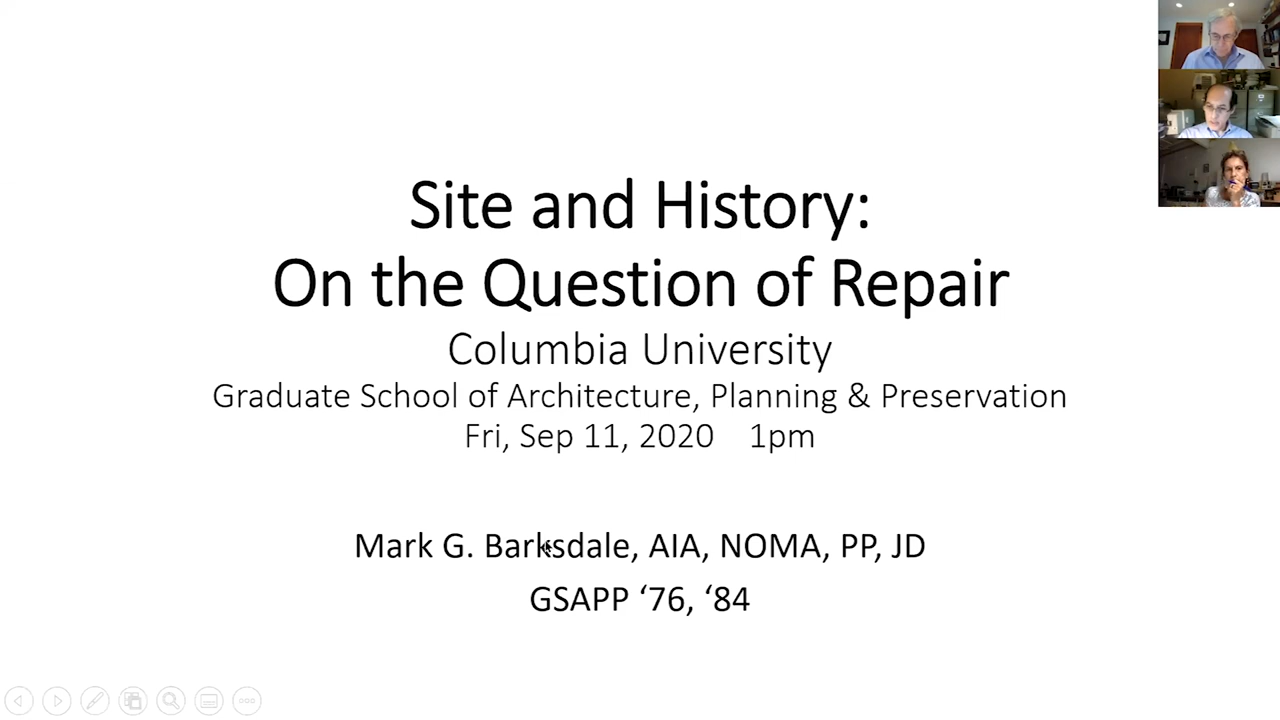 Site and History:
On the Question of Repair
Columbia University
Graduate School of Architecture, Planning & Preservation
Fri, Sep 11, 2020 1pm
Mark G. Barksdale, AIA, NOMA, PP, JD
GSAPP ‘76, ‘84